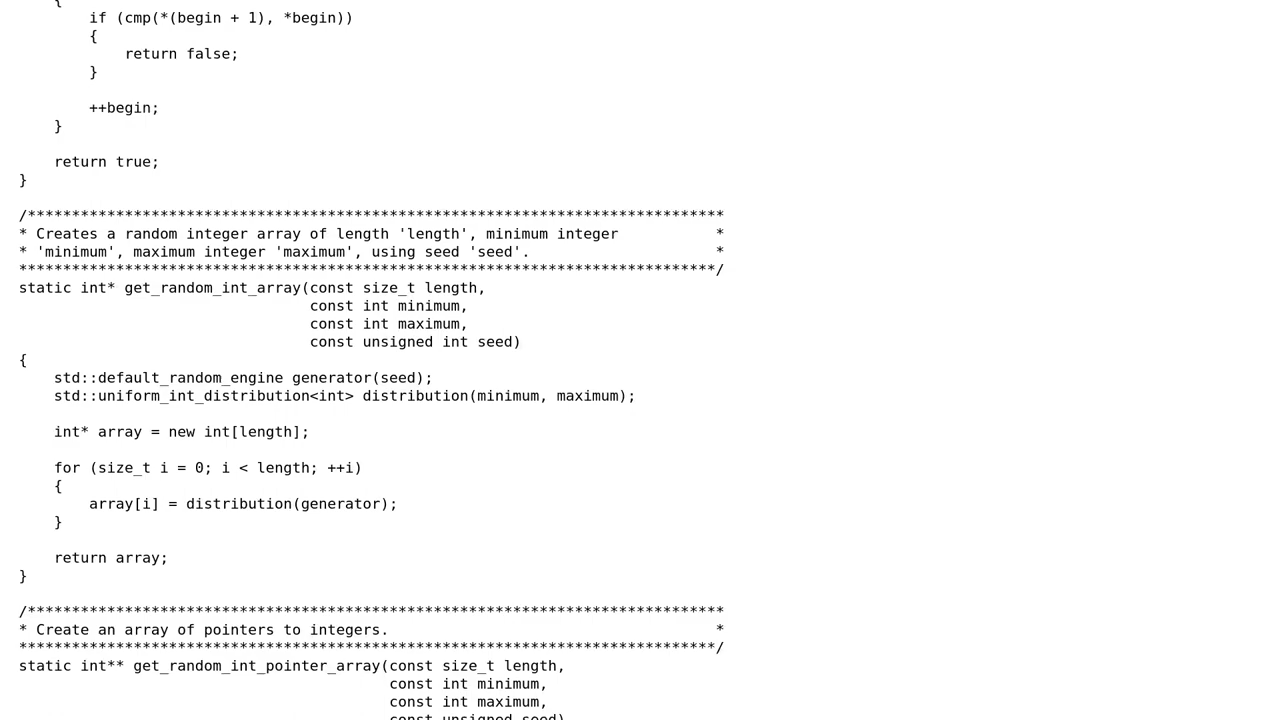 {
        if (cmp(*(begin + 1), *begin))
        {
            return false;
        }

        ++begin;
    }

    return true;
}

/*******************************************************************************
* Creates a random integer array of length 'length', minimum integer           *
* 'minimum', maximum integer 'maximum', using seed 'seed'.                     *
*******************************************************************************/
static int* get_random_int_array(const size_t length,
                                 const int minimum,
                                 const int maximum,
                                 const unsigned int seed)
{
    std::default_random_engine generator(seed);
    std::uniform_int_distribution<int> distribution(minimum, maximum);

    int* array = new int[length];

    for (size_t i = 0; i < length; ++i)
    {
        array[i] = distribution(generator);
    }

    return array;
}

/*******************************************************************************
* Create an array of pointers to integers.                                     *
*******************************************************************************/
static int** get_random_int_pointer_array(const size_t length,
                                          const int minimum,
                                          const int maximum,
                                          const unsigned seed)